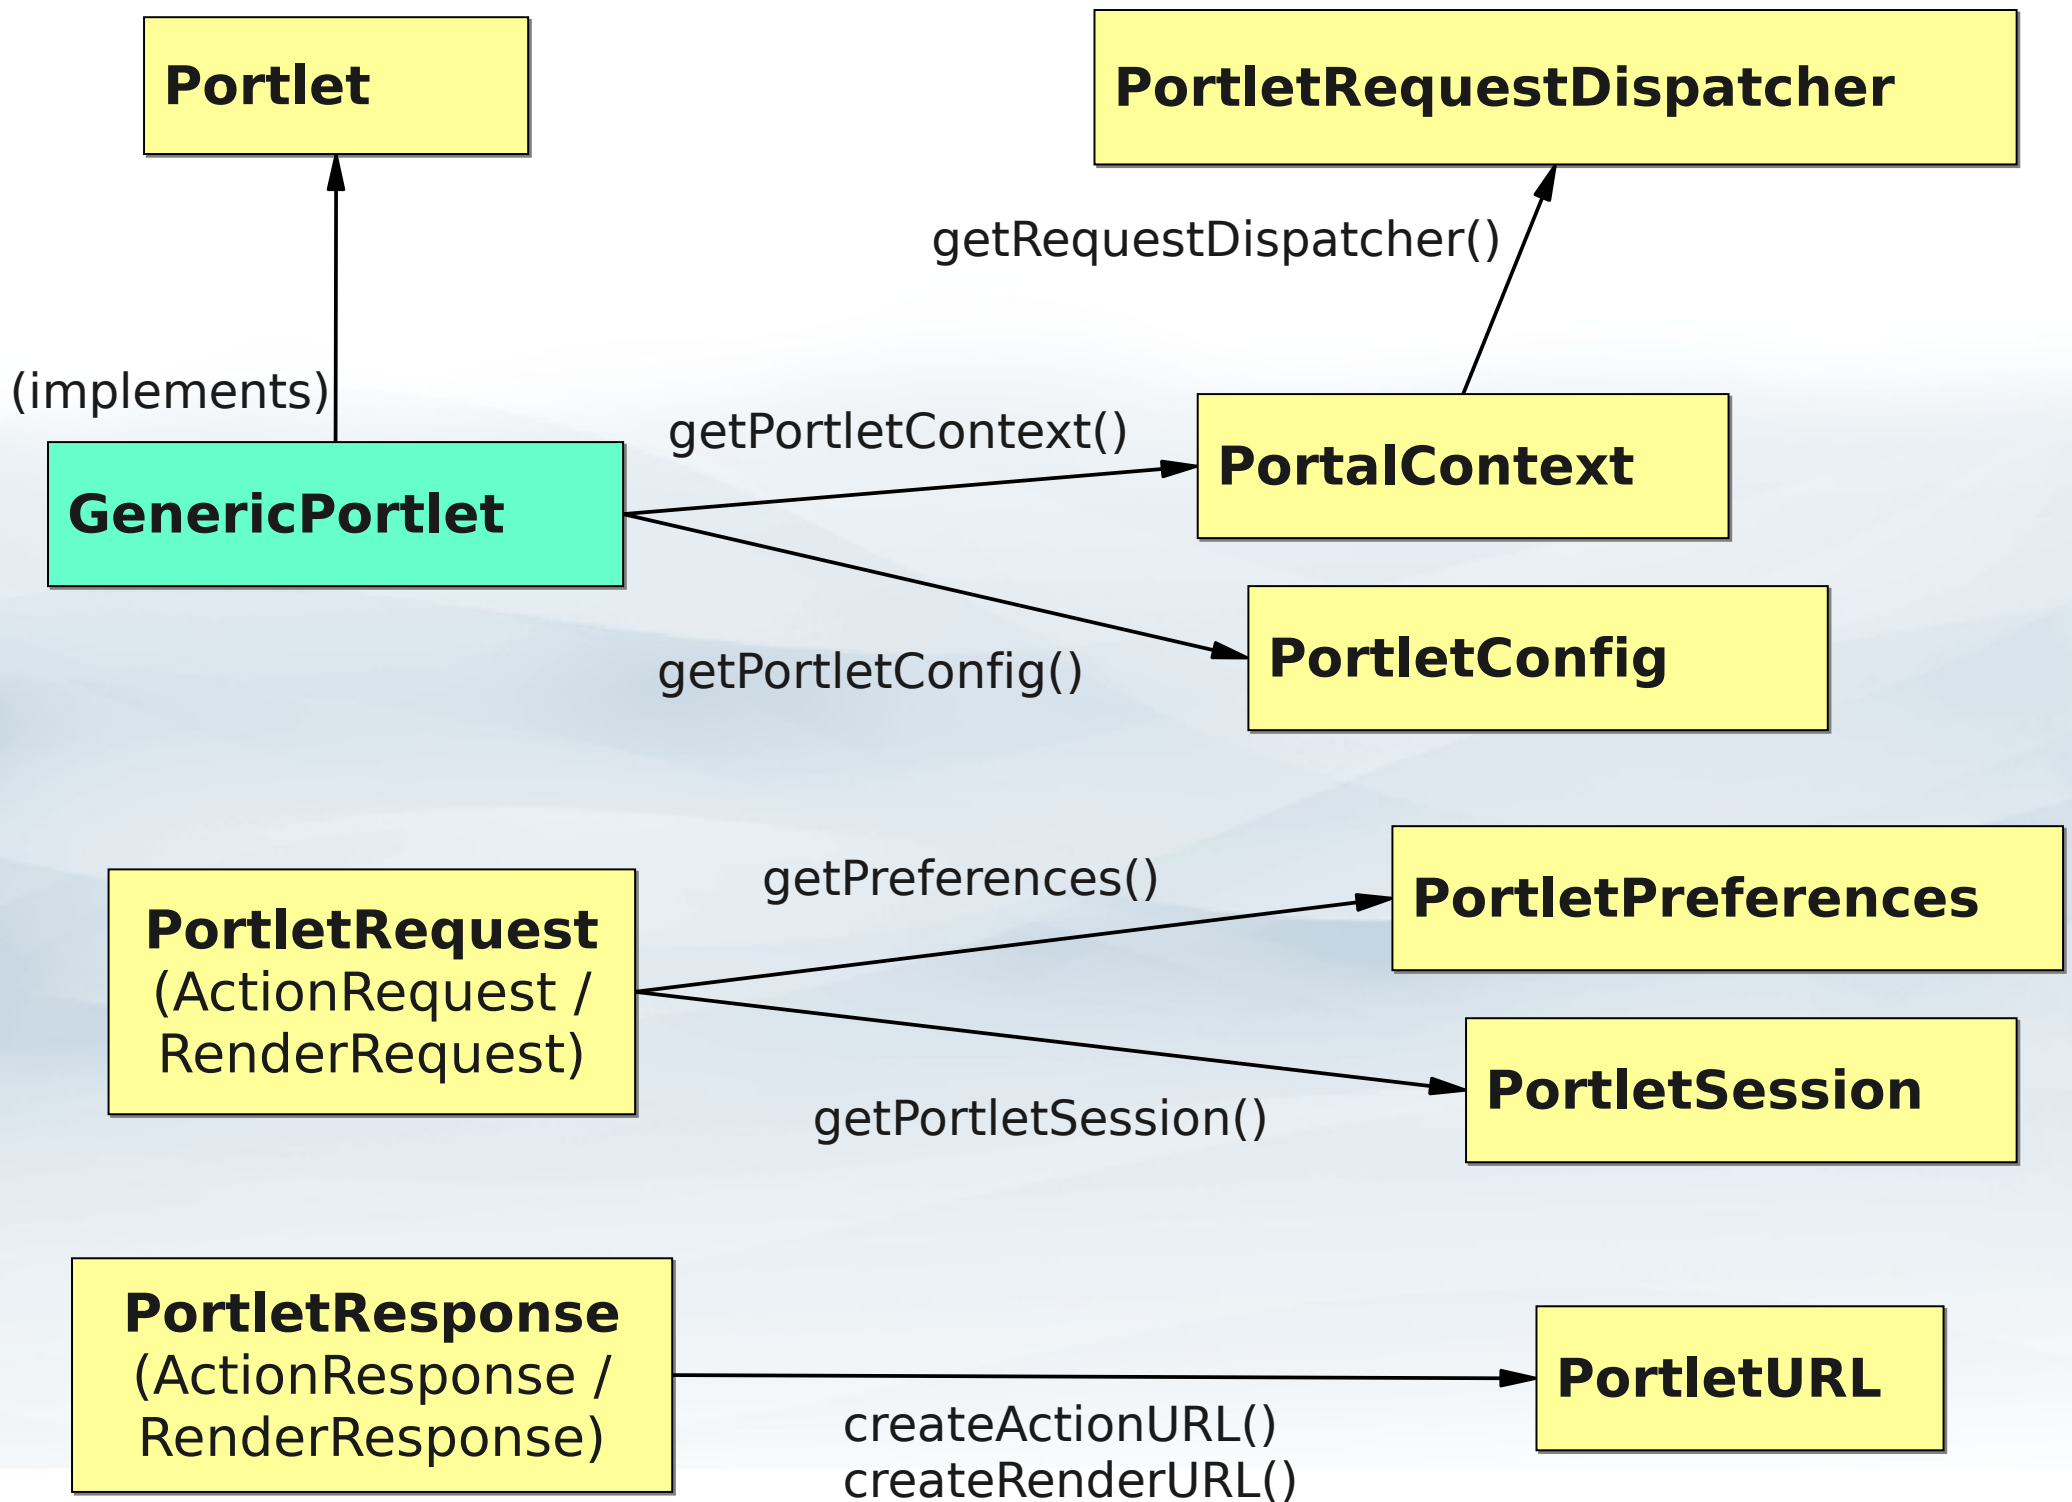 Portlet
PortletRequestDispatcher
getRequestDispatcher()
(implements)
getPortletContext()
PortalContext
GenericPortlet
getPortletConfig()
PortletConfig
getPreferences()
PortletPreferences
PortletRequest
(ActionRequest /
RenderRequest)
getPortletSession()
PortletSession
PortletResponse
(ActionResponse /
RenderResponse)
PortletURL
createActionURL()
createRenderURL()